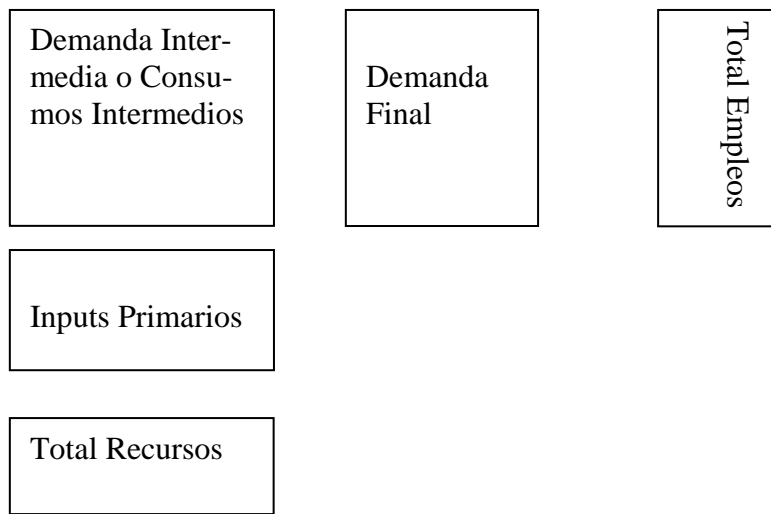 Demanda Inter-
media o Consu-
mos Intermedios
Demanda
Final
Total Empleos
Inputs Primarios
Total Recursos